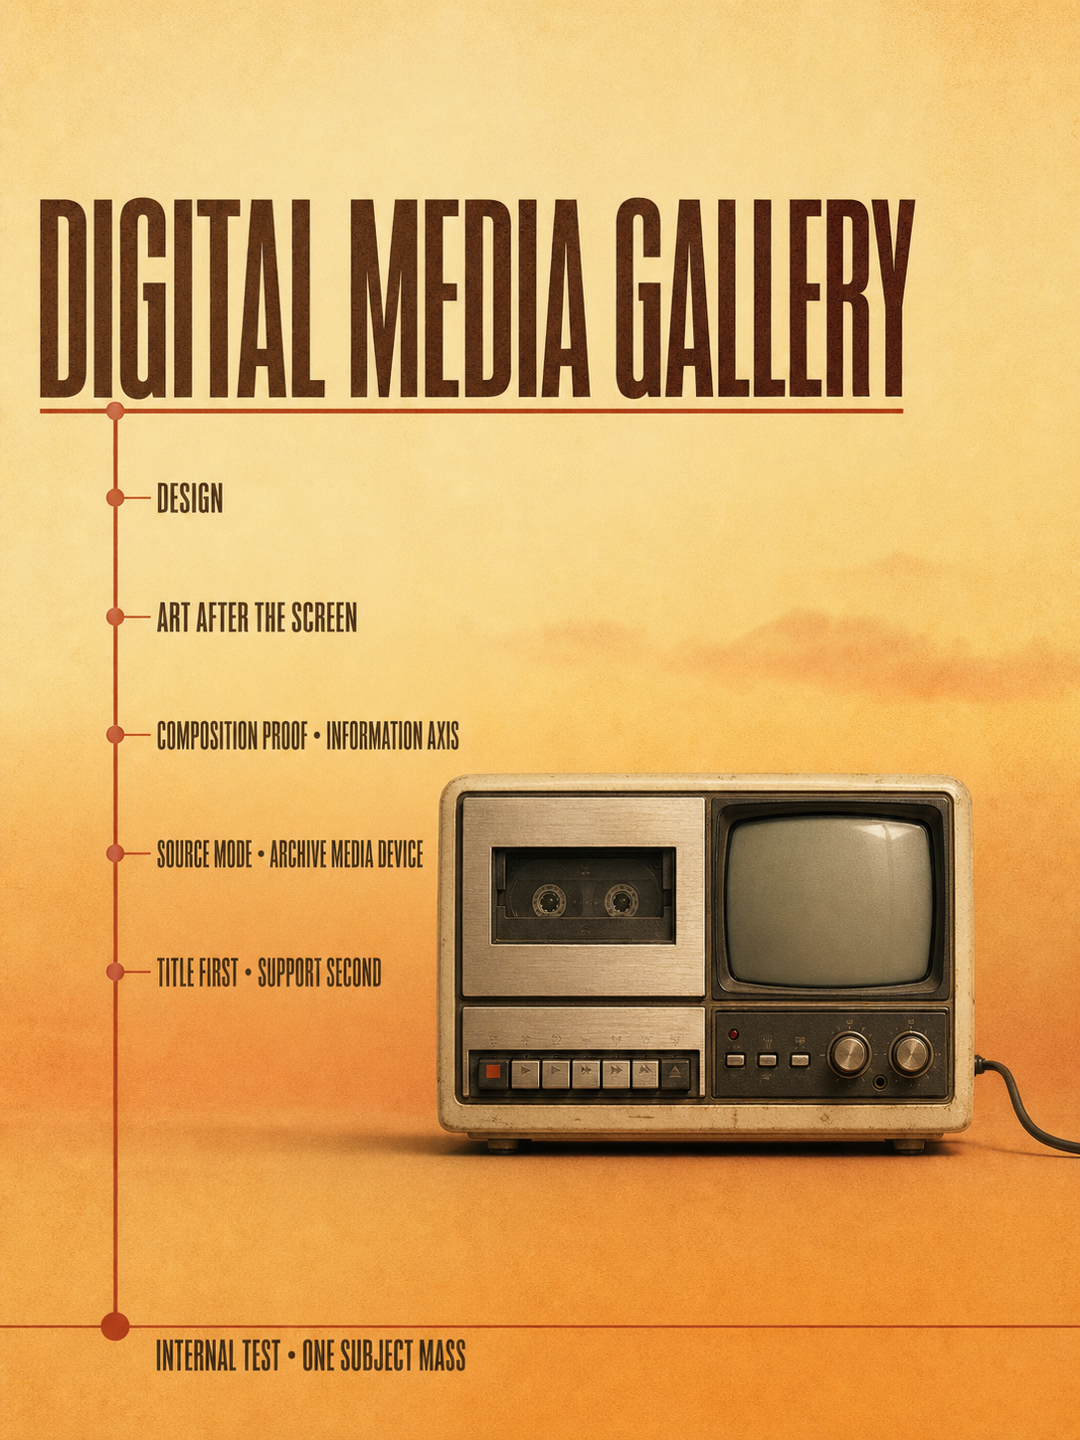 DIGITAL MEDIA GALLERY
DESIGN
ART AFTER THE SCREEN
COMPOSITION PROOF • INFORMATION AXIS
SOURCE MODE • ARCHIVE MEDIA DEVICE
TITLE FIRST • SUPPORT SECOND
INTERNAL TEST • ONE SUBJECT MASS